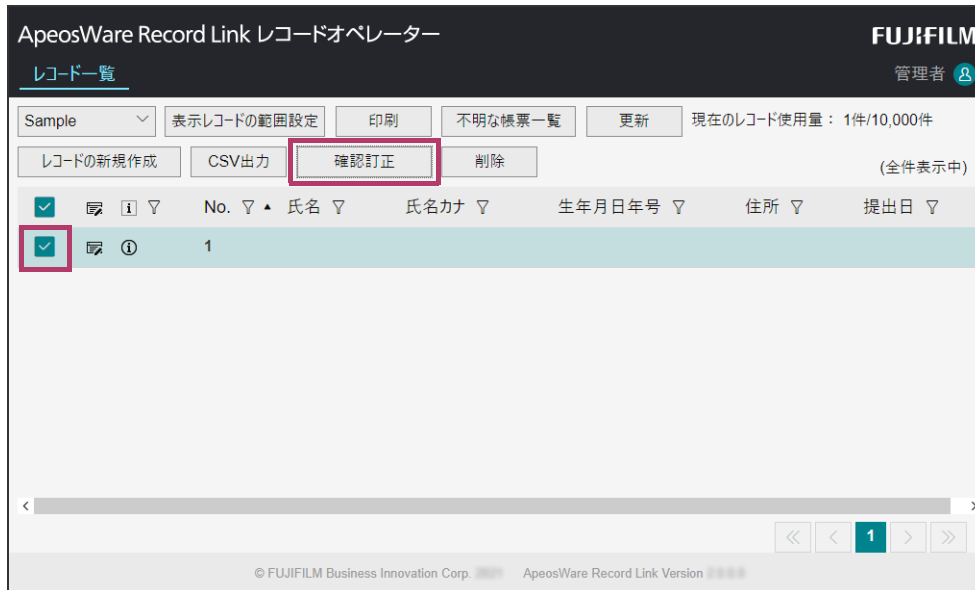 ApeosWare Record Link レコードオペレーター FUJIFILM
レコード一覧 管理者
Sample 表示レコードの範囲設定 印刷 不明な帳票一覧 更新 現在のレコード使用量： 1件/10,000件
レコードの新規作成 CSV出力 確認訂正 削除 (全件表示中)
No. 氏名 氏名カナ 生年月日年号 住所 提出日
1
1
© FUJIFILM Business Innovation Corp. ApeosWare Record Link Version